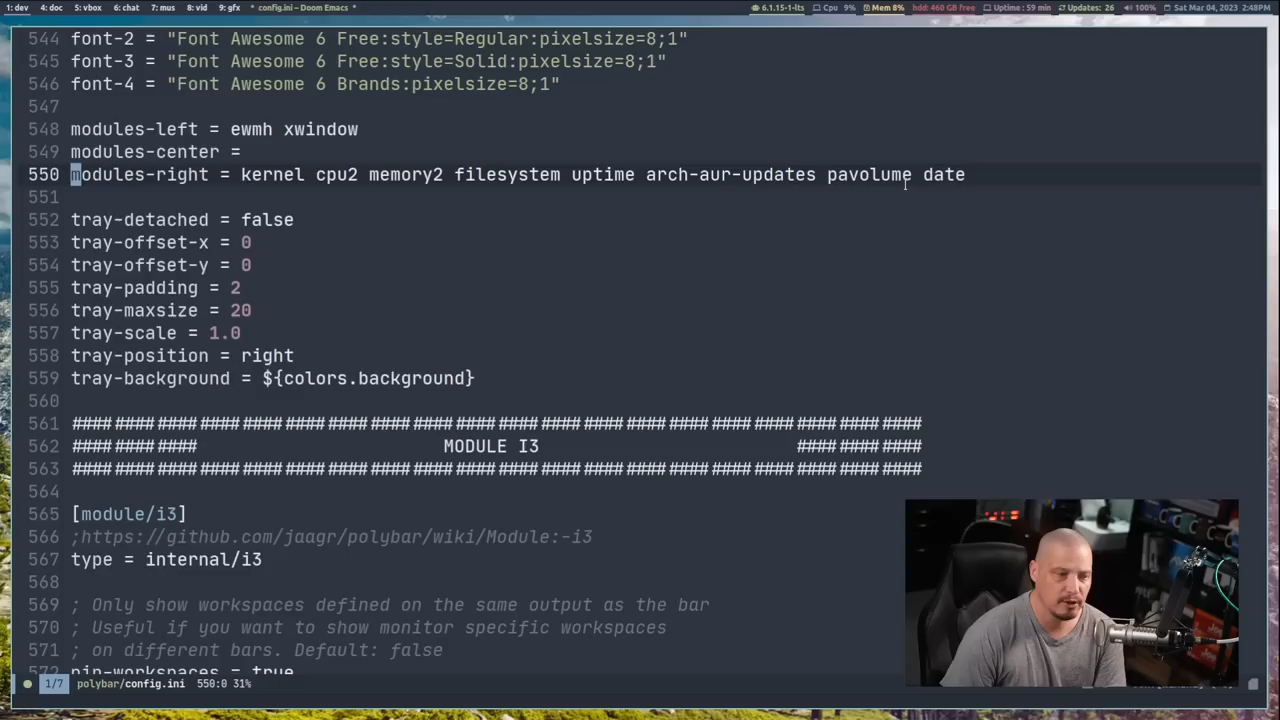 1: dev 4: doc 5: vbox 6: chat 7: mus 8: vid 9: gfx * config.ini – Doom Emacs * 6.1.15-1-lts Cpu 9% Mem 8% hdd: 460 GB free Uptime : 59 min Updates: 26 100% Sat Mar 04, 2023 2:48PM
544 font-2 = "Font Awesome 6 Free:style=Regular:pixelsize=8;1"
545 font-3 = "Font Awesome 6 Free:style=Solid:pixelsize=8;1"
546 font-4 = "Font Awesome 6 Brands:pixelsize=8;1"
547
548 modules-left = ewmh xwindow
549 modules-center =
550 modules-right = kernel cpu2 memory2 filesystem uptime arch-aur-updates pavolume date
551
552 tray-detached = false
553 tray-offset-x = 0
554 tray-offset-y = 0
555 tray-padding = 2
556 tray-maxsize = 20
557 tray-scale = 1.0
558 tray-position = right
559 tray-background = ${colors.background}
560
561 ################################################################################
562 ############ MODULE I3 ############
563 ################################################################################
564
565 [module/i3]
566 ;https://github.com/jaagr/polybar/wiki/Module:-i3
567 type = internal/i3
568
569 ; Only show workspaces defined on the same output as the bar
570 ; Useful if you want to show monitor specific workspaces
571 ; on different bars. Default: false
572 pin-workspaces = true
1/7 polybar/config.ini 550:0 31%